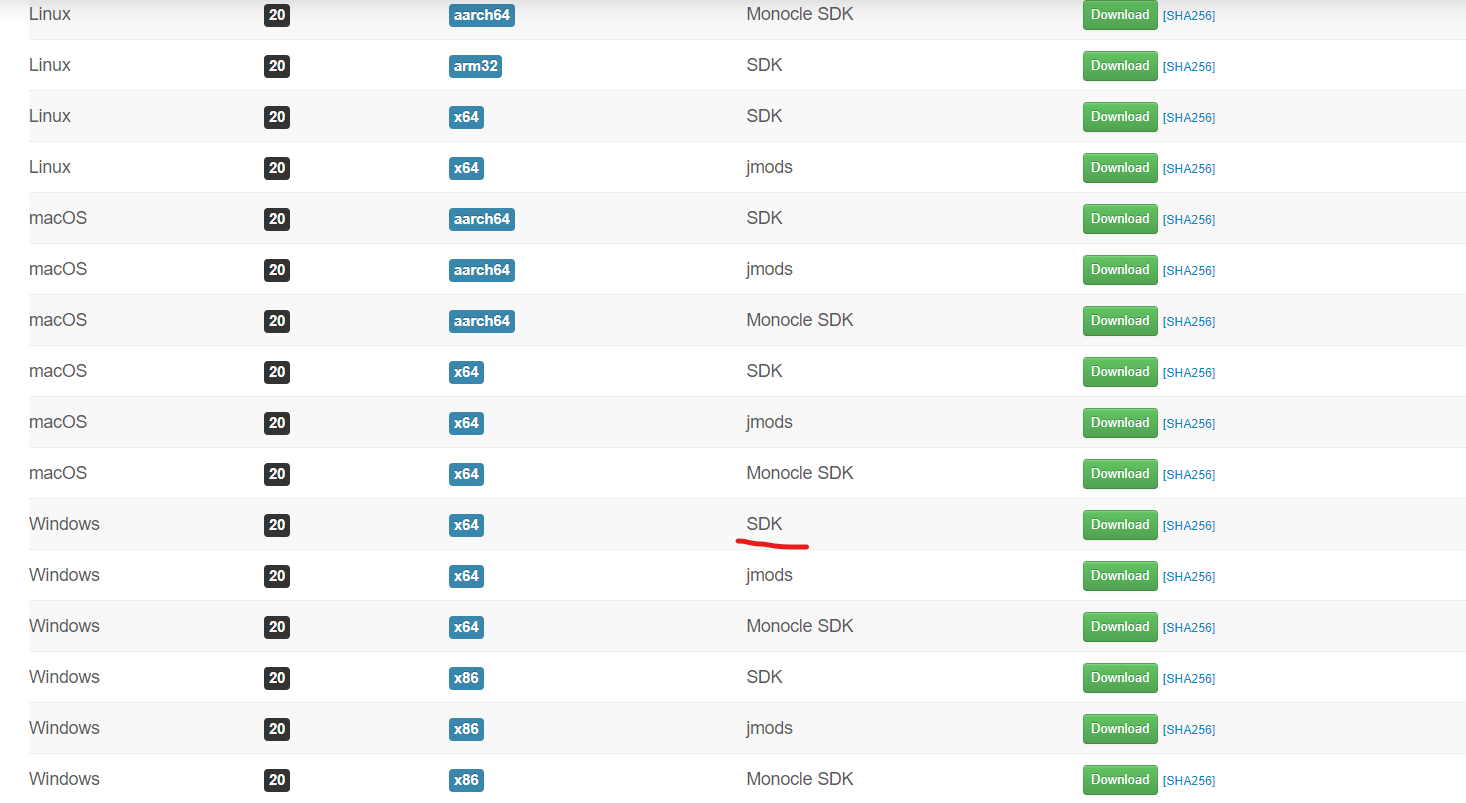 Linux 20 aarch64 Monocle SDK Download [SHA256]
Linux 20 arm32 SDK Download [SHA256]
Linux 20 x64 SDK Download [SHA256]
Linux 20 x64 jmods Download [SHA256]
macOS 20 aarch64 SDK Download [SHA256]
macOS 20 aarch64 jmods Download [SHA256]
macOS 20 aarch64 Monocle SDK Download [SHA256]
macOS 20 x64 SDK Download [SHA256]
macOS 20 x64 jmods Download [SHA256]
macOS 20 x64 Monocle SDK Download [SHA256]
Windows 20 x64 SDK Download [SHA256]
Windows 20 x64 jmods Download [SHA256]
Windows 20 x64 Monocle SDK Download [SHA256]
Windows 20 x86 SDK Download [SHA256]
Windows 20 x86 jmods Download [SHA256]
Windows 20 x86 Monocle SDK Download [SHA256]